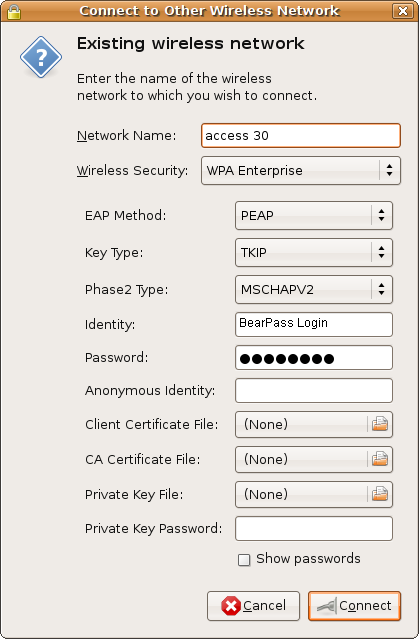 Connect to Other Wireless Network
Existing wireless network
Enter the name of the wireless
network to which you wish to connect.
Network Name: access 30
Wireless Security: WPA Enterprise
EAP Method: PEAP
Key Type: TKIP
Phase2 Type: MSCHAPV2
Identity: BearPass Login
Password: ●●●●●●●●
Anonymous Identity:
Client Certificate File: (None)
CA Certificate File: (None)
Private Key File: (None)
Private Key Password:
Show passwords
Cancel Connect